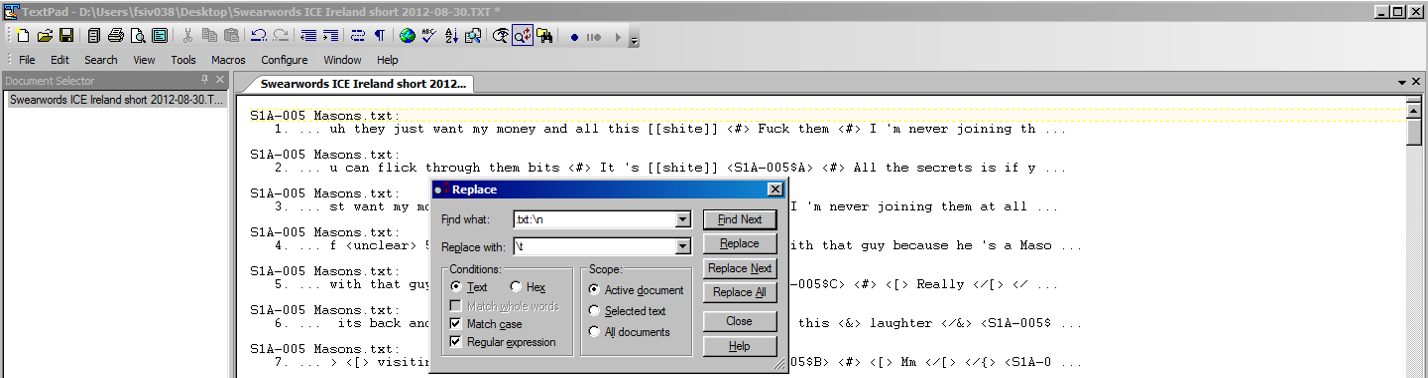 TextPad - D:\Users\fsiv038\Desktop\Swearwords ICE Ireland short 2012-08-30.TXT *
File Edit Search View Tools Macros Configure Window Help
Document Selector
Swearwords ICE Ireland short 2012-08-30.T...
Swearwords ICE Ireland short 2012...
S1A-005 Masons.txt:
1. ... uh they just want my money and all this [[shite]] <#> Fuck them <#> I 'm never joining th ...
S1A-005 Masons.txt:
2. ... u can flick through them bits <#> It 's [[shite]] <S1A-005$A> <#> All the secrets is if y ...
S1A-005 Masons.txt:
3. ... st want my I 'm never joining them at all ...
S1A-005 Masons.txt:
4. ... f <unclear> ith that guy because he 's a Maso ...
S1A-005 Masons.txt:
5. ... with that guy -005$C> <#> <[> Really </[> </ ...
S1A-005 Masons.txt:
6. ... its back and this <&> laughter </&> <S1A-005$ ...
S1A-005 Masons.txt:
7. ... > <[> visitin 05$B> <#> <[> Mm </[> </{> <S1A-0 ...
Replace
Find what: .txt:\n
Replace with: \t
Conditions:
Text Hex
Match whole words
Match case
Regular expression
Scope:
Active document
Selected text
All documents
Find Next
Replace
Replace Next
Replace All
Close
Help